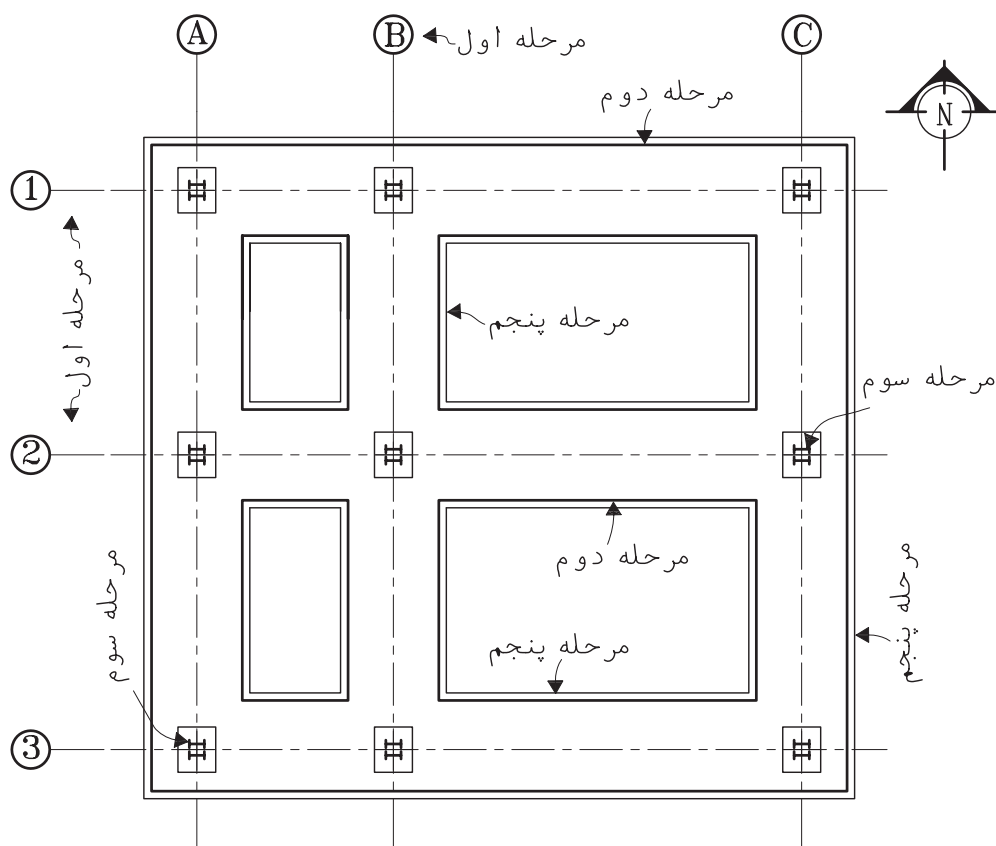 A
B
C
مرحله اول
مرحله دوم
N
1
مرحله اول
مرحله پنجم
مرحله سوم
2
مرحله دوم
مرحله سوم
مرحله پنجم
مرحله پنجم
3